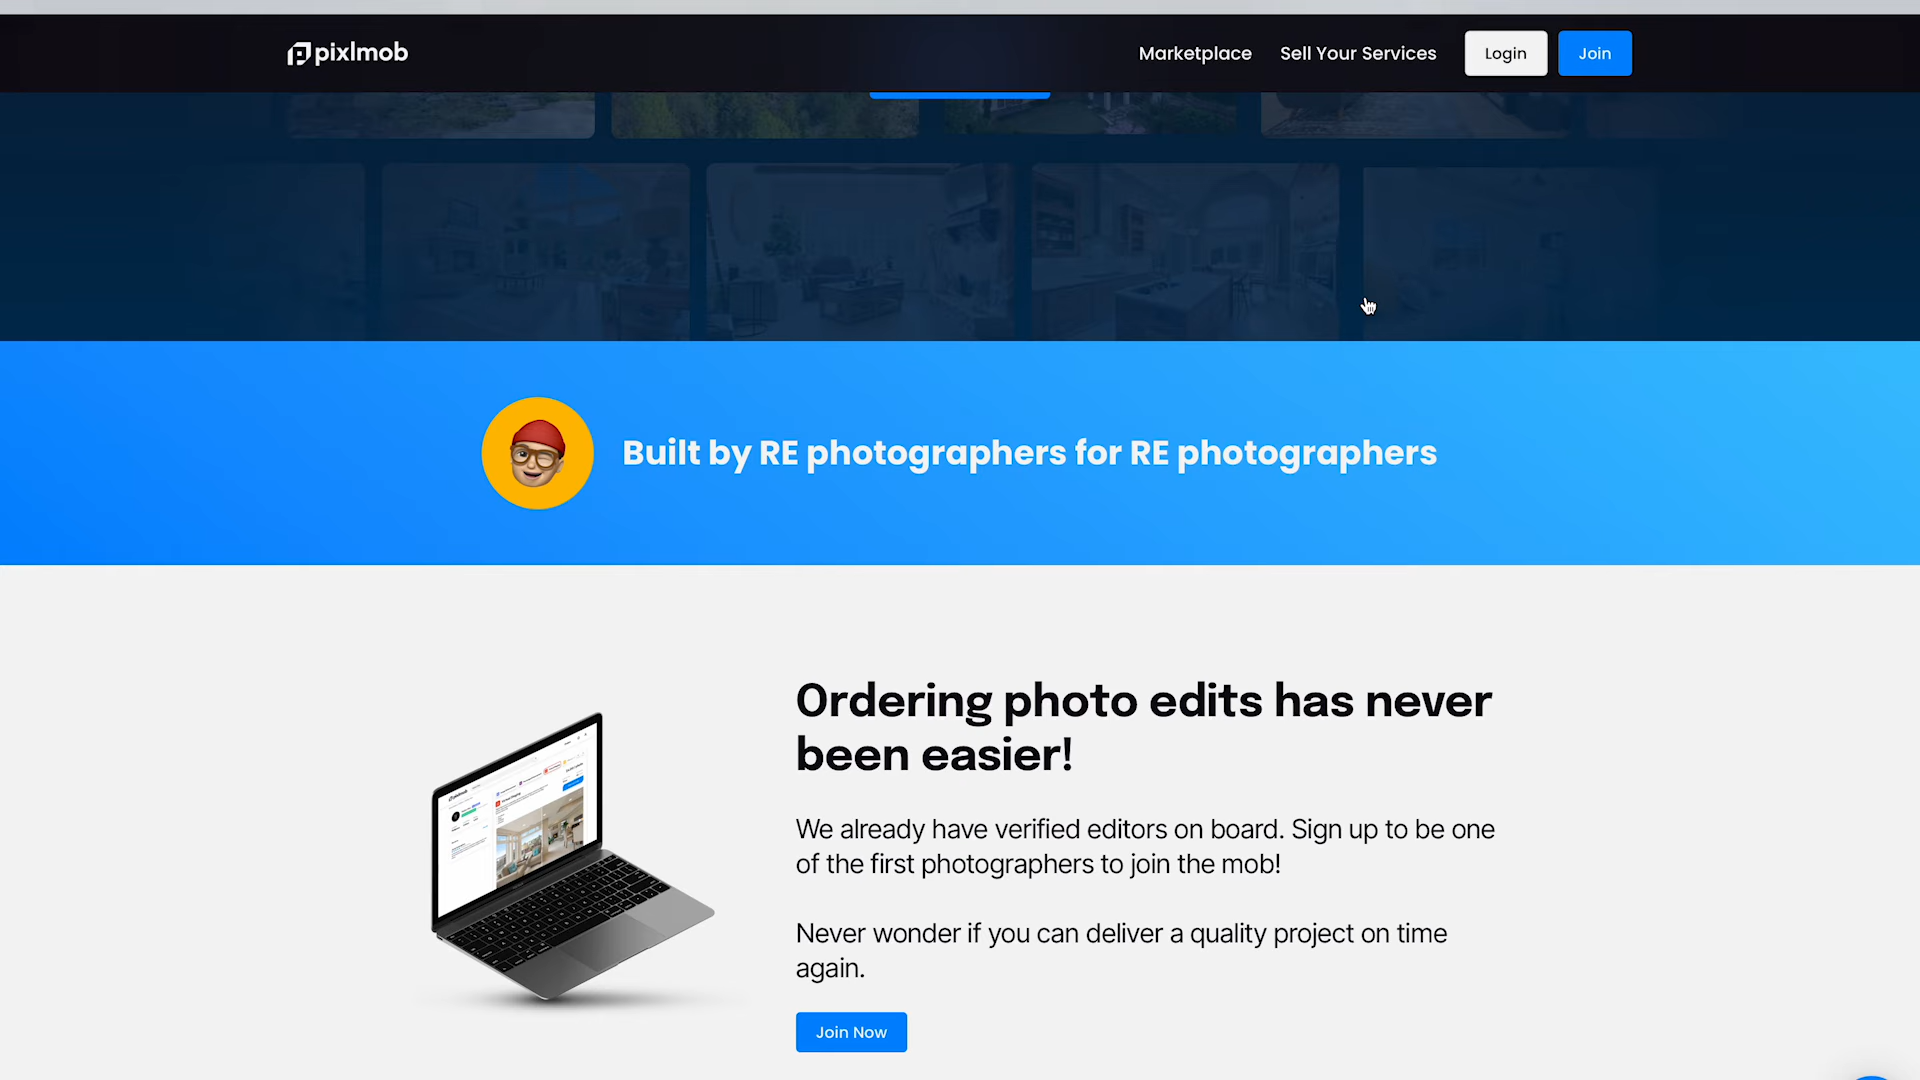 pixlmob
Marketplace
Sell Your Services
Login
Join
Built by RE photographers for RE photographers
Ordering photo edits has never
been easier!
We already have verified editors on board. Sign up to be one
of the first photographers to join the mob!
Never wonder if you can deliver a quality project on time
again.
Join Now